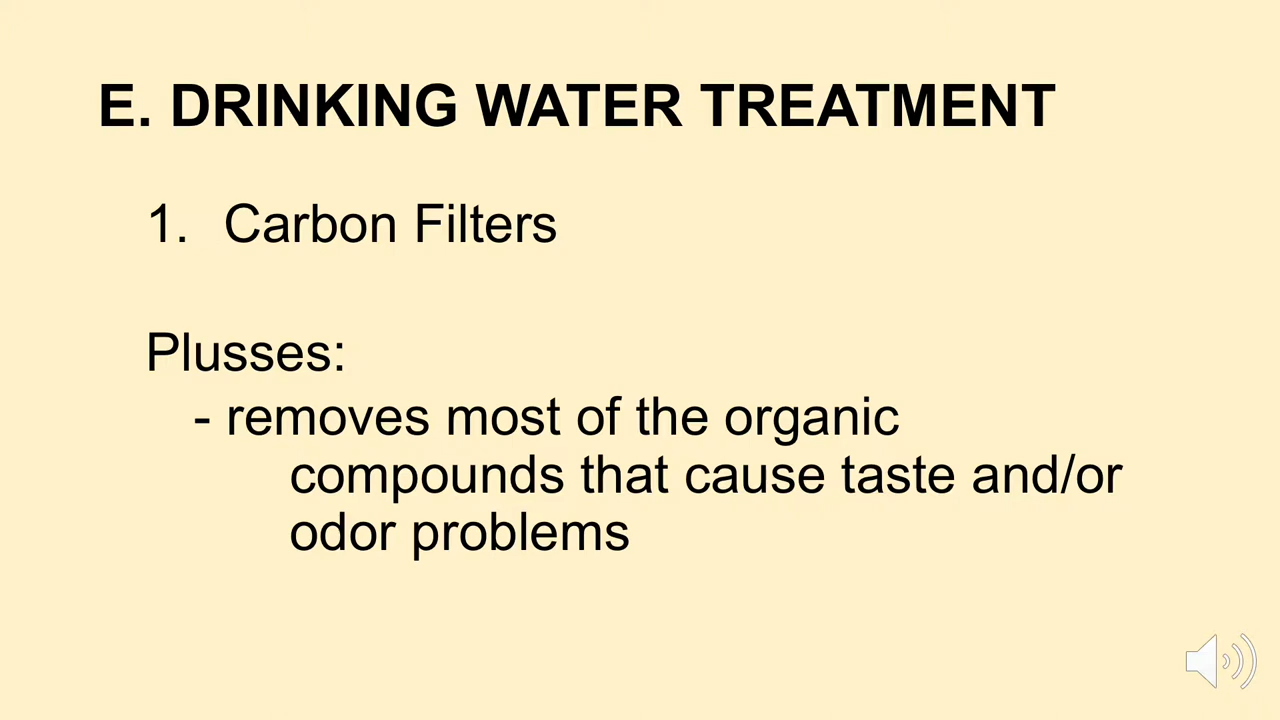 E. DRINKING WATER TREATMENT
1. Carbon Filters
Plusses:
- removes most of the organic
compounds that cause taste and/or
odor problems